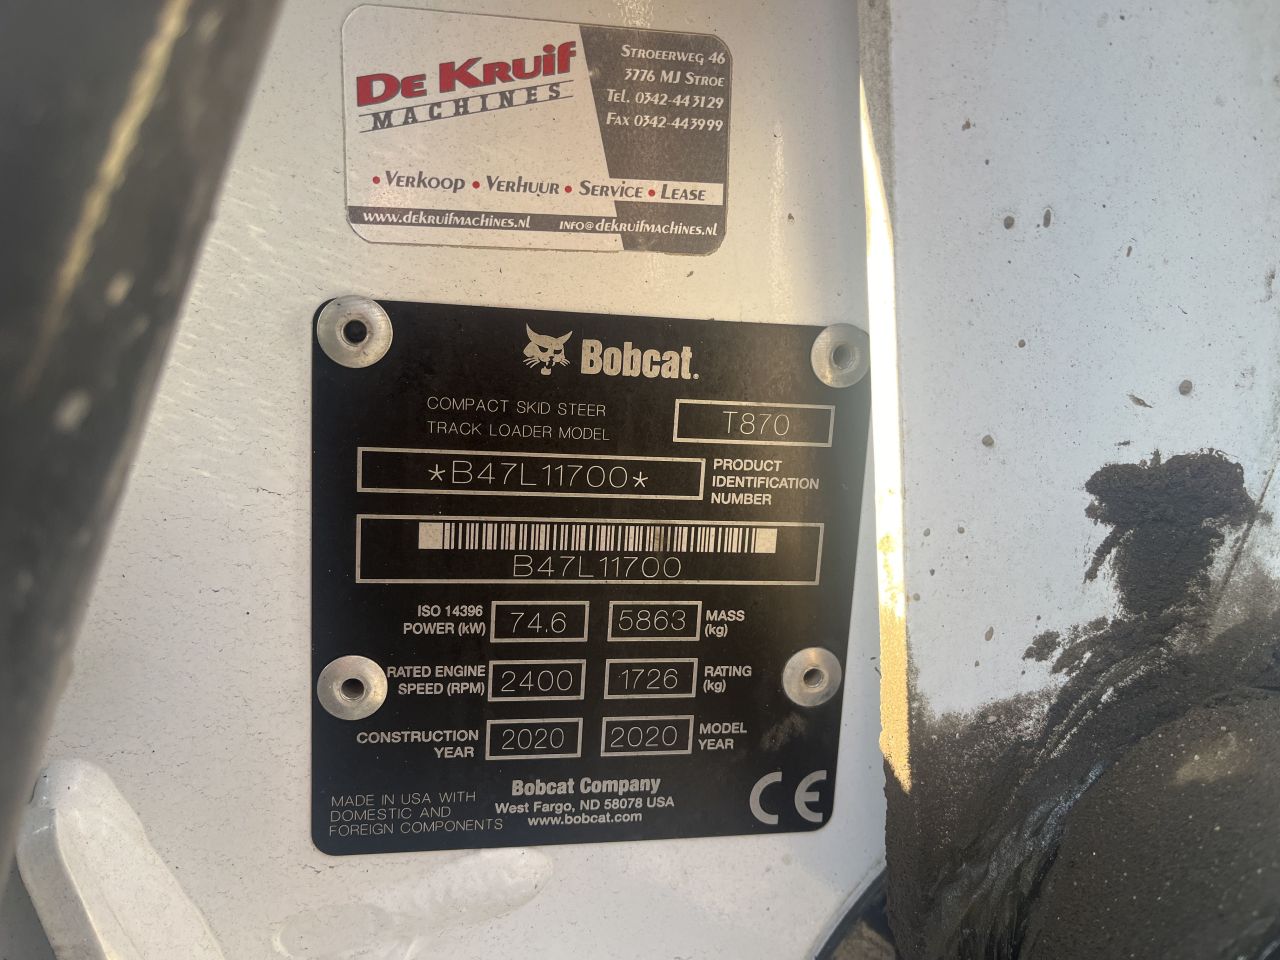 DE KRUIF
MACHINES
STROEERWEG 46
3776 MJ STROE
TEL. 0342-443129
FAX 0342-443999
• VERKOOP • VERHUUR • SERVICE • LEASE
WWW.DEKRUIFMACHINES.NL INFO@DEKRUIFMACHINES.NL
Bobcat.
COMPACT SKID STEER
TRACK LOADER MODEL
T870
*B47L11700*
PRODUCT
IDENTIFICATION
NUMBER
B47L11700
ISO 14396
POWER (kW)
74.6
5863
MASS
(kg)
RATED ENGINE
SPEED (RPM)
2400
1726
RATING
(kg)
CONSTRUCTION
YEAR
2020
2020
MODEL
YEAR
MADE IN USA WITH
DOMESTIC AND
FOREIGN COMPONENTS
Bobcat Company
West Fargo, ND 58078 USA
www.bobcat.com
CE